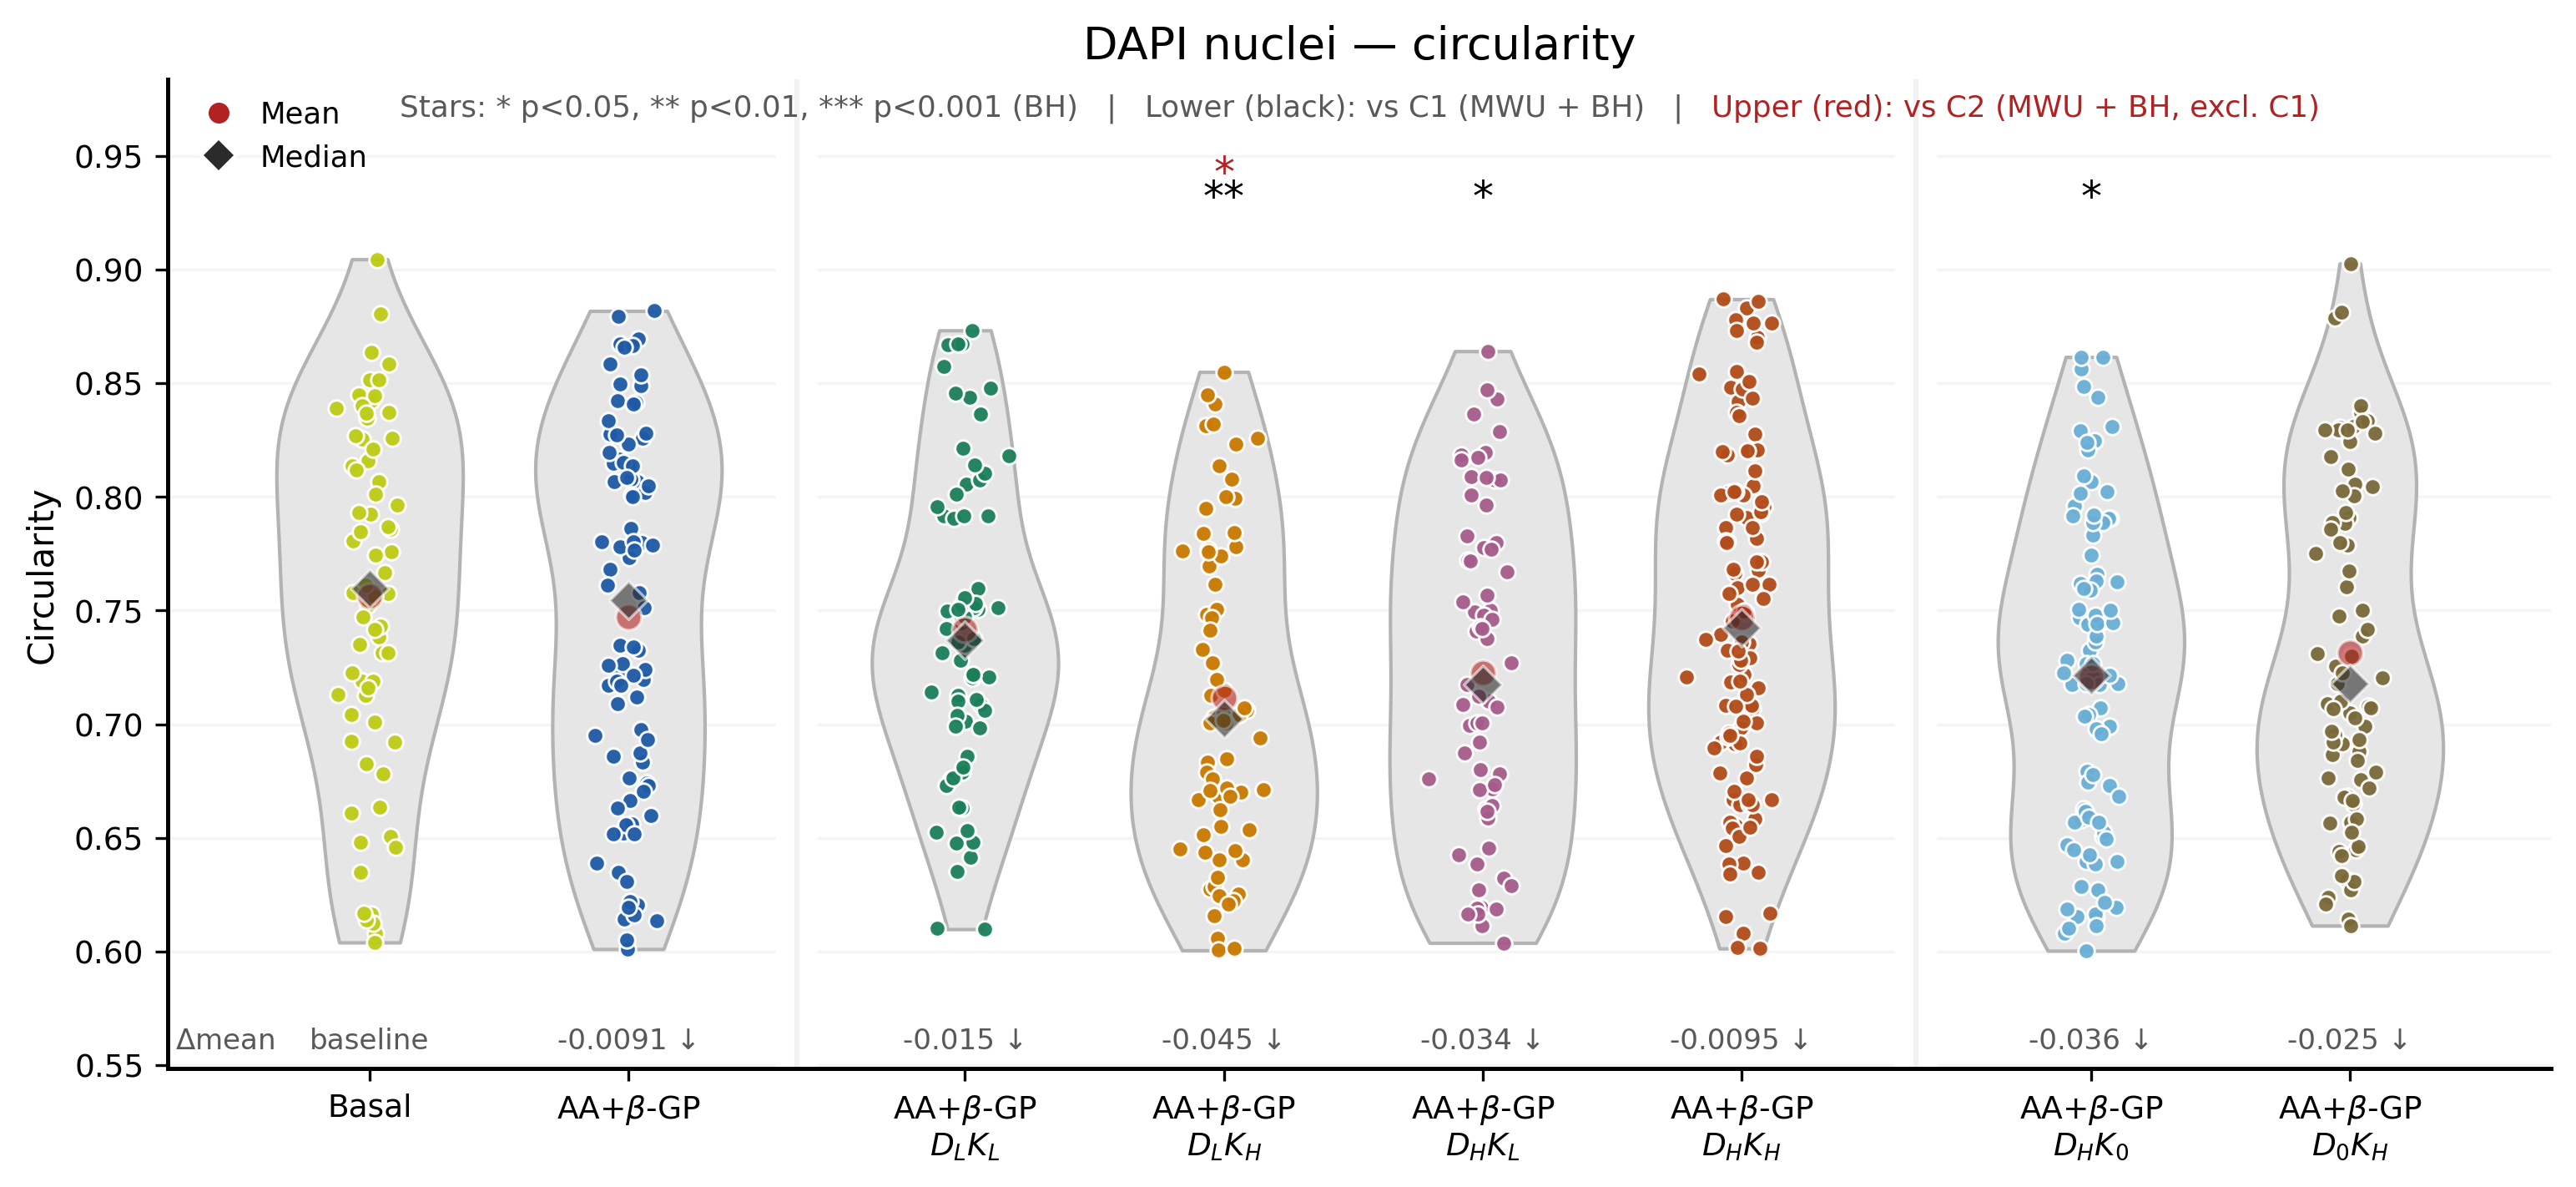 DAPI nuclei — circularity
Mean
Median
Stars: * p<0.05, ** p<0.01, *** p<0.001 (BH) | Lower (black): vs C1 (MWU + BH) | Upper (red): vs C2 (MWU + BH, excl. C1)
*
** * *
Circularity
0.95
0.90
0.85
0.80
0.75
0.70
0.65
0.60
0.55
Δmean baseline -0.0091 ↓ -0.015 ↓ -0.045 ↓ -0.034 ↓ -0.0095 ↓ -0.036 ↓ -0.025 ↓
Basal AA+β-GP AA+β-GP AA+β-GP AA+β-GP AA+β-GP AA+β-GP AA+β-GP
D_LK_L D_LK_H D_HK_L D_HK_H D_HK_0 D_0K_H